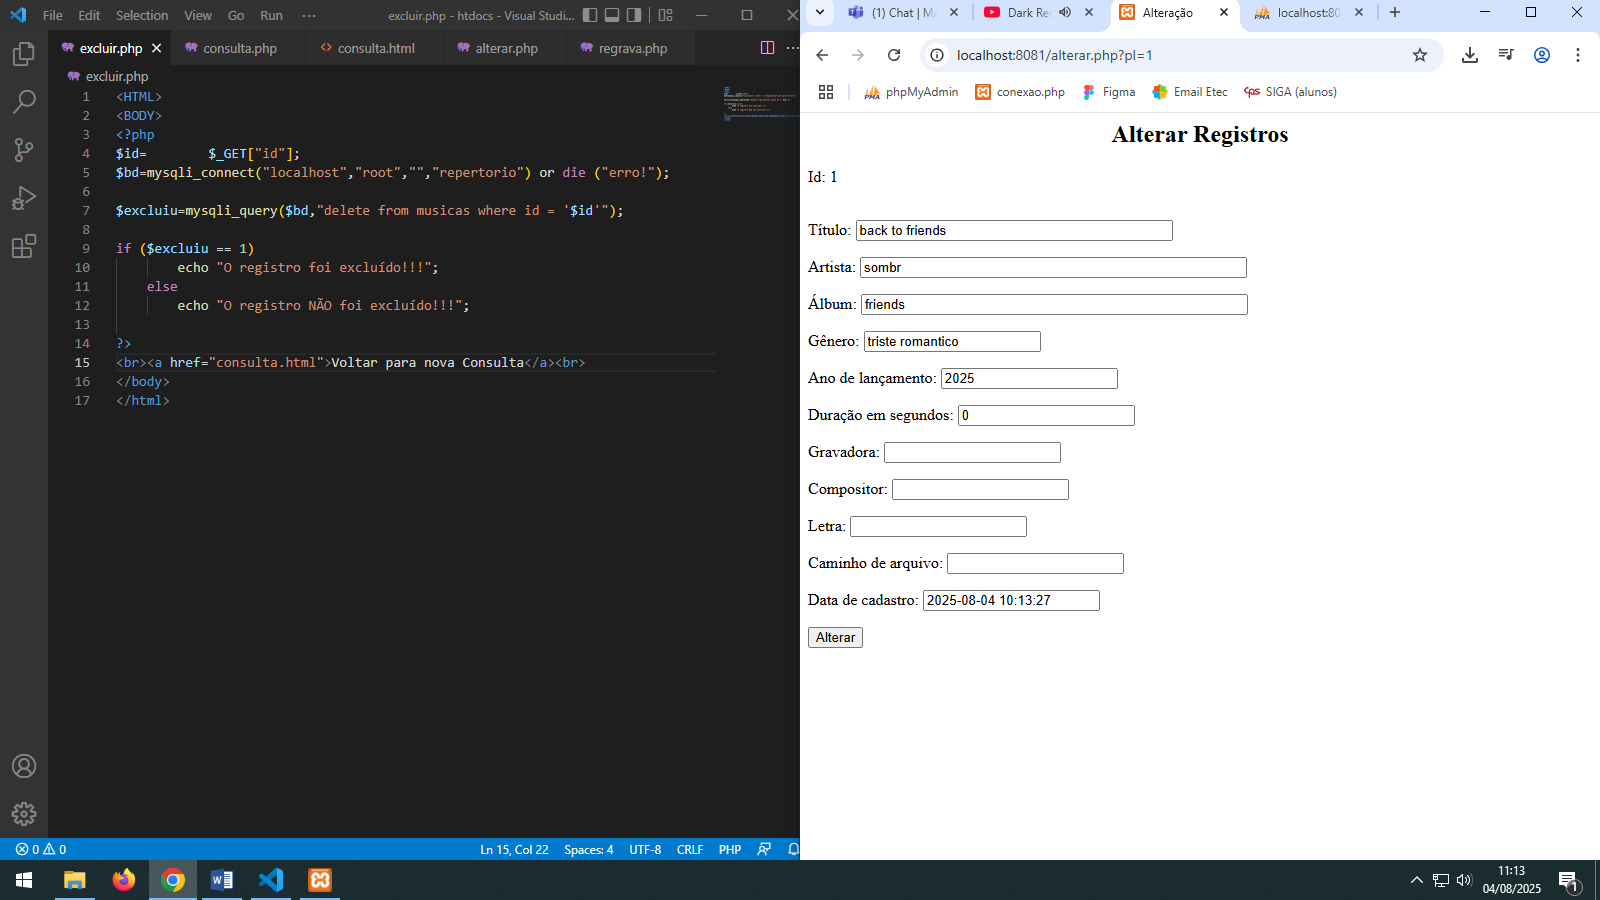 File Edit Selection View Go Run ··· excluir.php - htdocs - Visual Studi...
excluir.php consulta.php consulta.html alterar.php regrava.php
excluir.php
1 <HTML>
2 <BODY>
3 <?php
4 $id= $_GET["id"];
5 $bd=mysqli_connect("localhost","root","","repertorio") or die ("erro!");
6
7 $excluiu=mysqli_query($bd,"delete from musicas where id = '$id'");
8
9 if ($excluiu == 1)
10 echo "O registro foi excluído!!!";
11 else
12 echo "O registro NÃO foi excluído!!!";
13
14 ?>
15 <br><a href="consulta.html">Voltar para nova Consulta</a><br>
16 </body>
17 </html>
0 0 Ln 15, Col 22 Spaces: 4 UTF-8 CRLF PHP
(1) Chat | M Dark Re Alteração localhost:80
localhost:8081/alterar.php?pl=1
phpMyAdmin conexao.php Figma Email Etec SIGA (alunos)
Alterar Registros
Id: 1
Título: back to friends
Artista: sombr
Álbum: friends
Gênero: triste romantico
Ano de lançamento: 2025
Duração em segundos: 0
Gravadora:
Compositor:
Letra:
Caminho de arquivo:
Data de cadastro: 2025-08-04 10:13:27
Alterar
11:13
04/08/2025
1